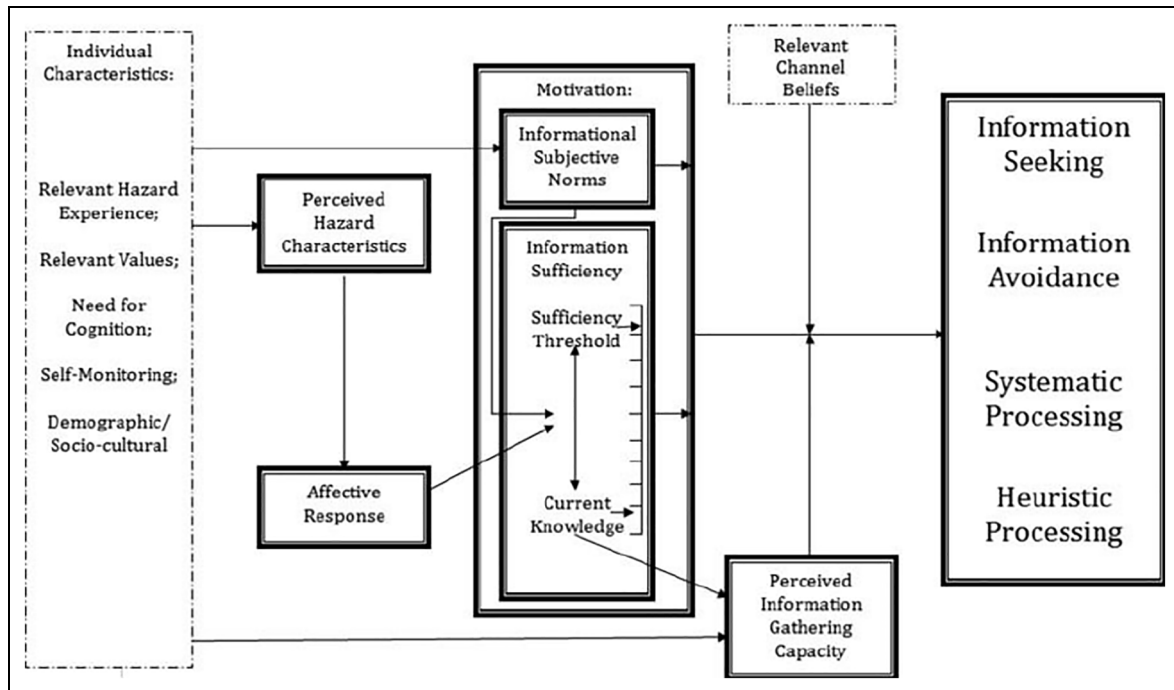 Individual
Characteristics:
Relevant Hazard
Experience;
Relevant Values;
Need for
Cognition;
Self-Monitoring;
Demographic/
Socio-cultural
Perceived
Hazard
Characteristics
Affective
Response
Motivation:
Informational
Subjective
Norms
Information
Sufficiency
Sufficiency
Threshold
Current
Knowledge
Relevant
Channel
Beliefs
Perceived
Information
Gathering
Capacity
Information
Seeking
Information
Avoidance
Systematic
Processing
Heuristic
Processing